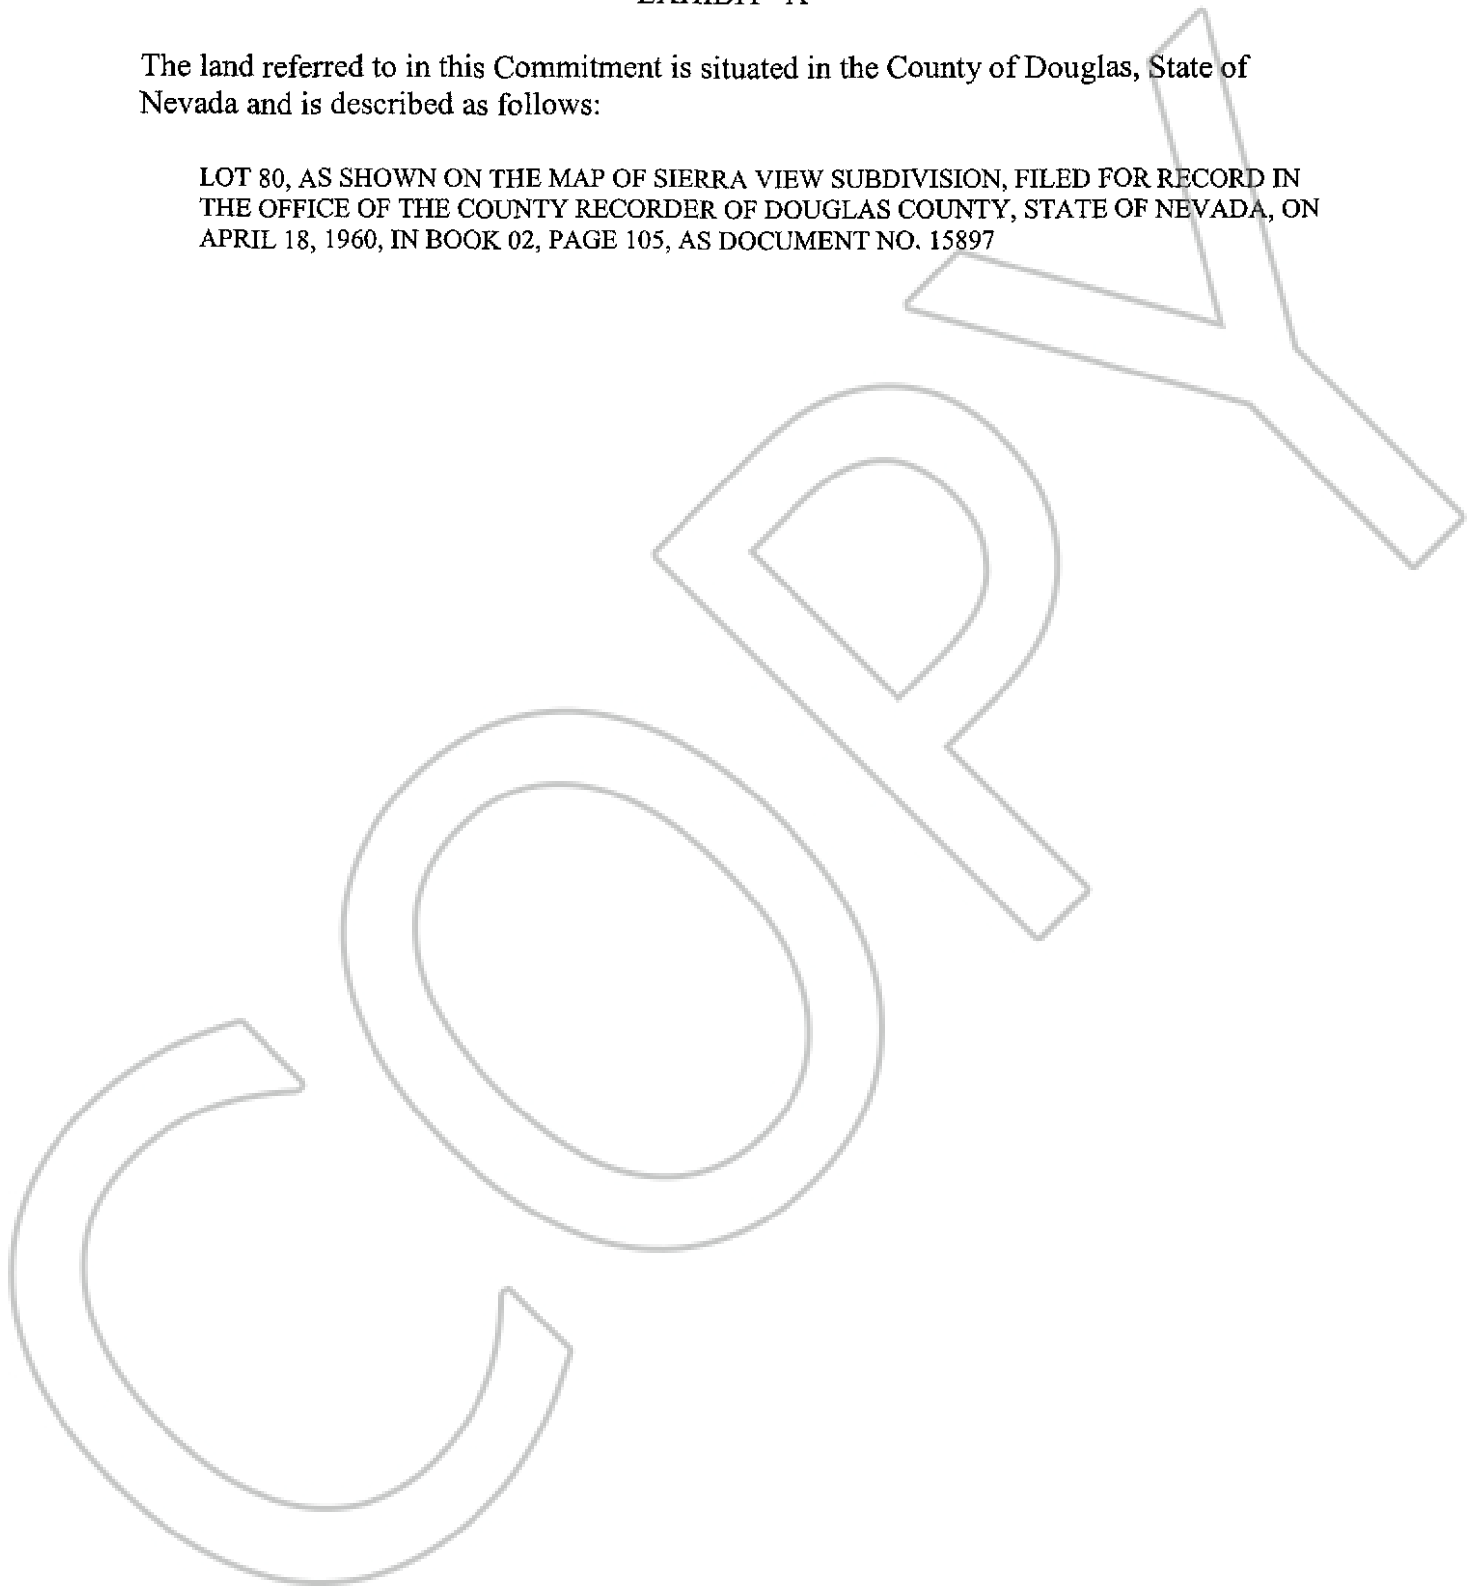 EXHIBIT "A"
The land referred to in this Commitment is situated in the County of Douglas, State of
Nevada and is described as follows:
LOT 80, AS SHOWN ON THE MAP OF SIERRA VIEW SUBDIVISION, FILED FOR RECORD IN
THE OFFICE OF THE COUNTY RECORDER OF DOUGLAS COUNTY, STATE OF NEVADA, ON
APRIL 18, 1960, IN BOOK 02, PAGE 105, AS DOCUMENT NO. 15897
COPY